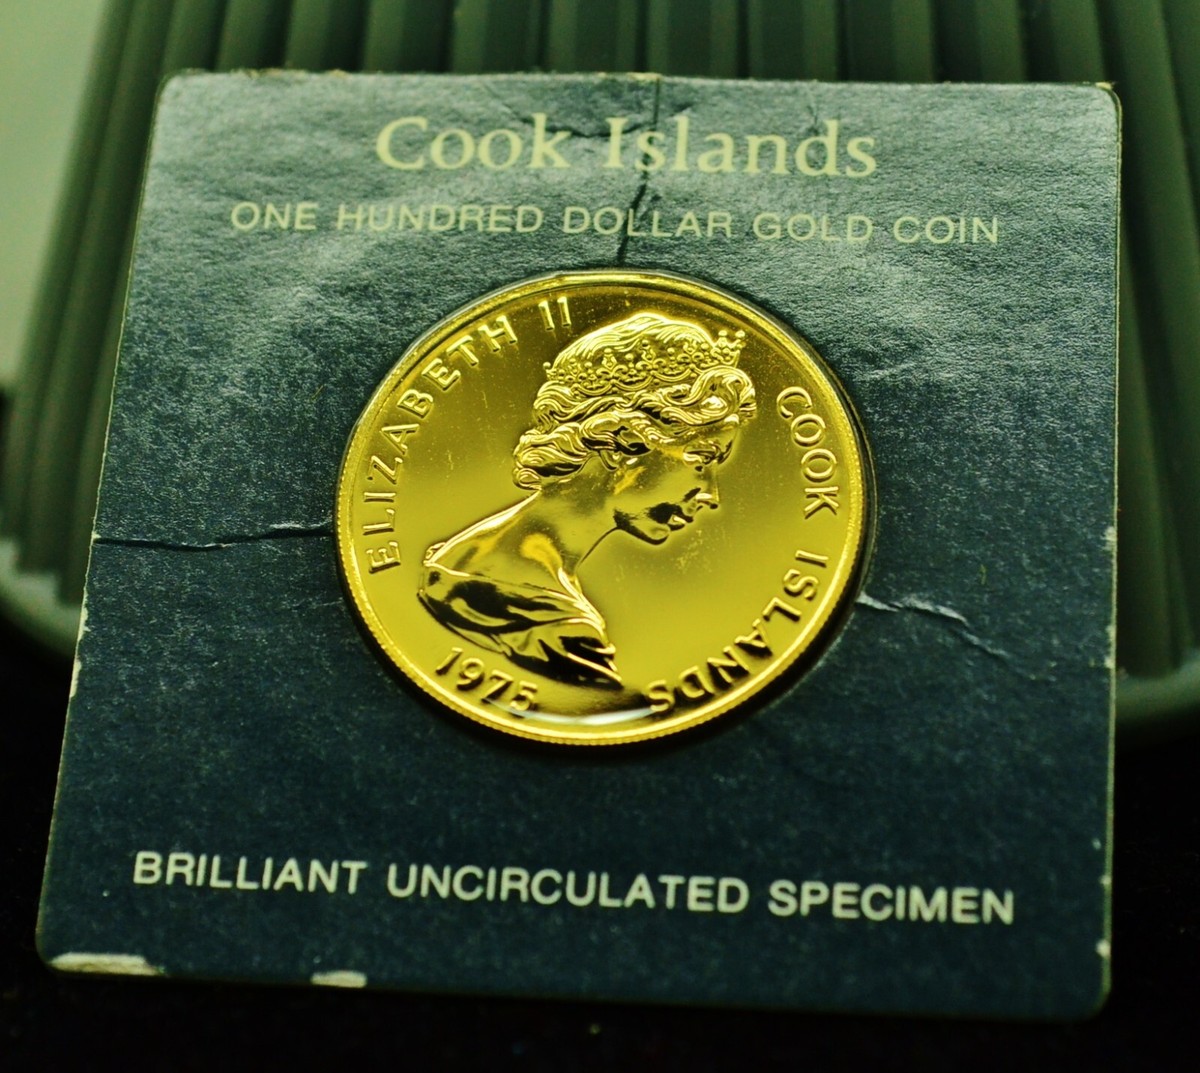 Cook Islands
ONE HUNDRED DOLLAR GOLD COIN
ELIZABETH II
COOK ISLANDS
1975
BRILLIANT UNCIRCULATED SPECIMEN